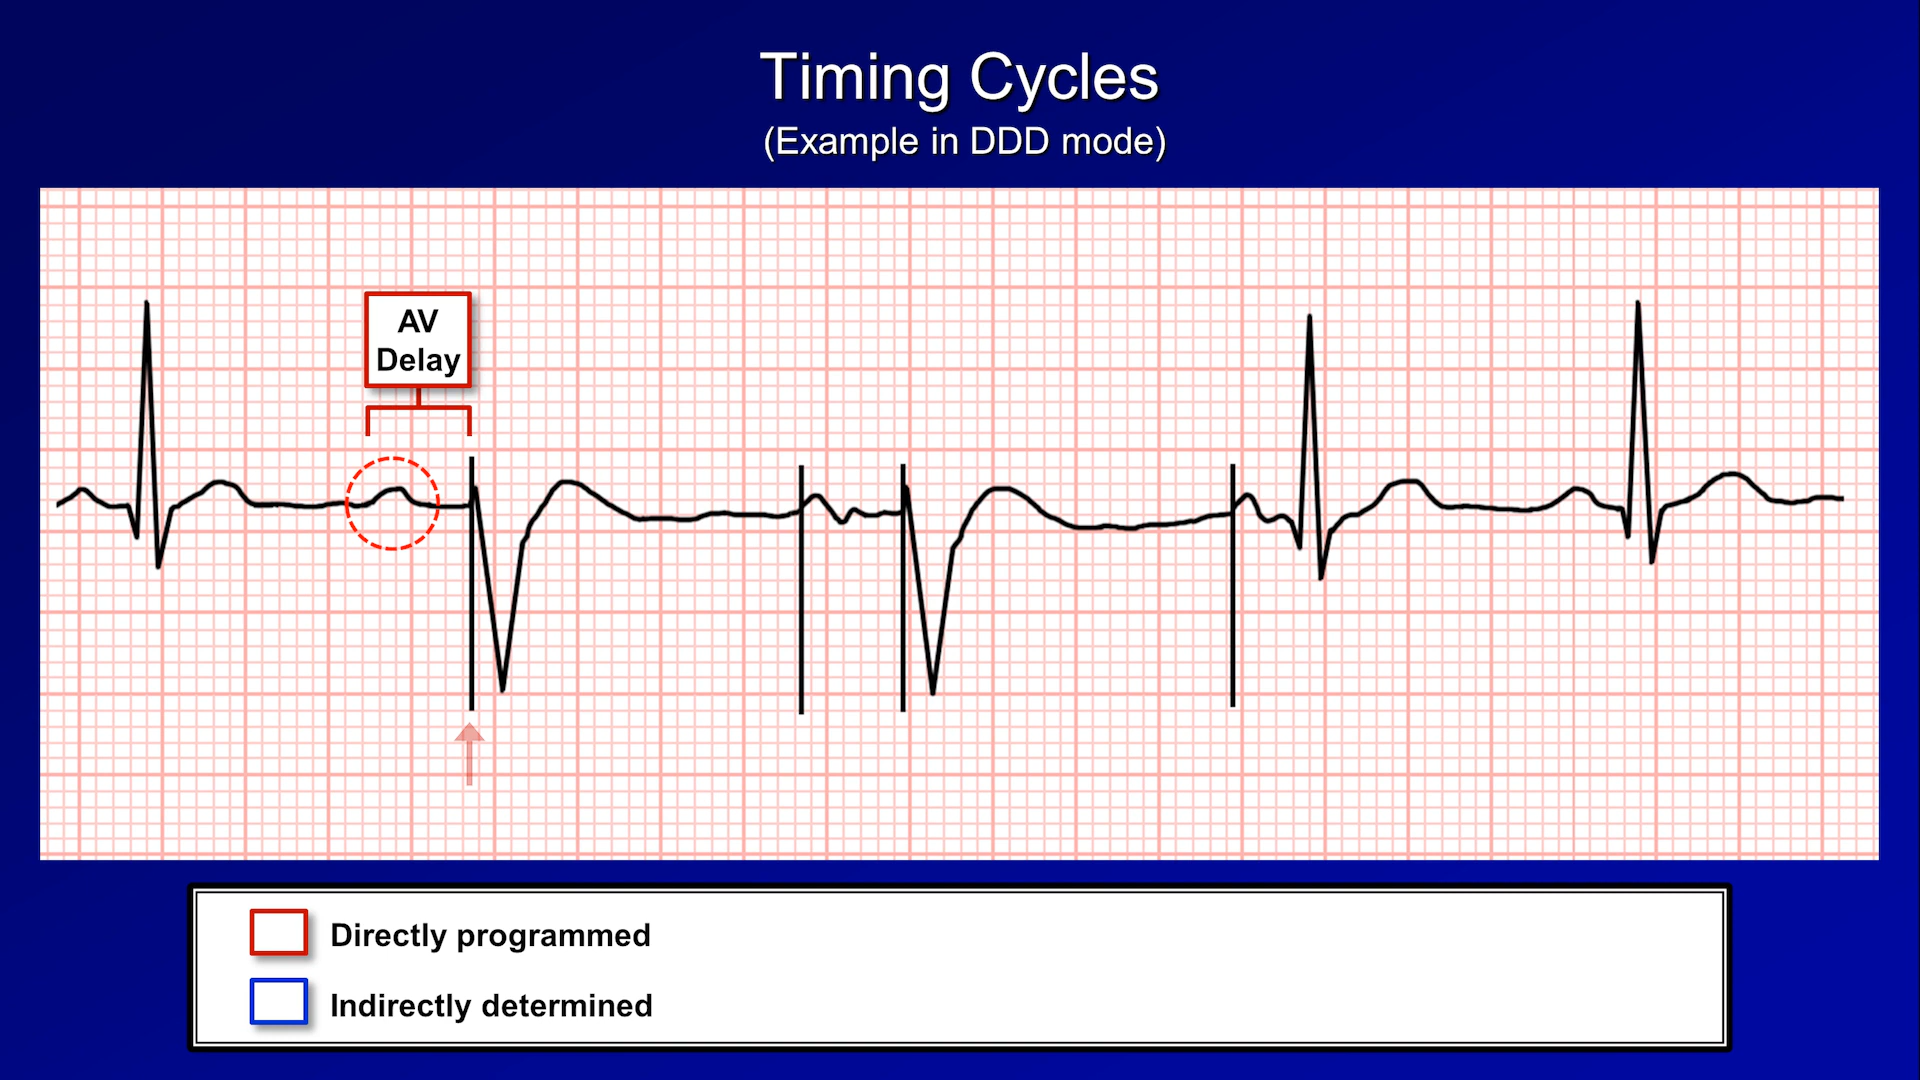 Timing Cycles
(Example in DDD mode)
AV
Delay
Directly programmed
Indirectly determined